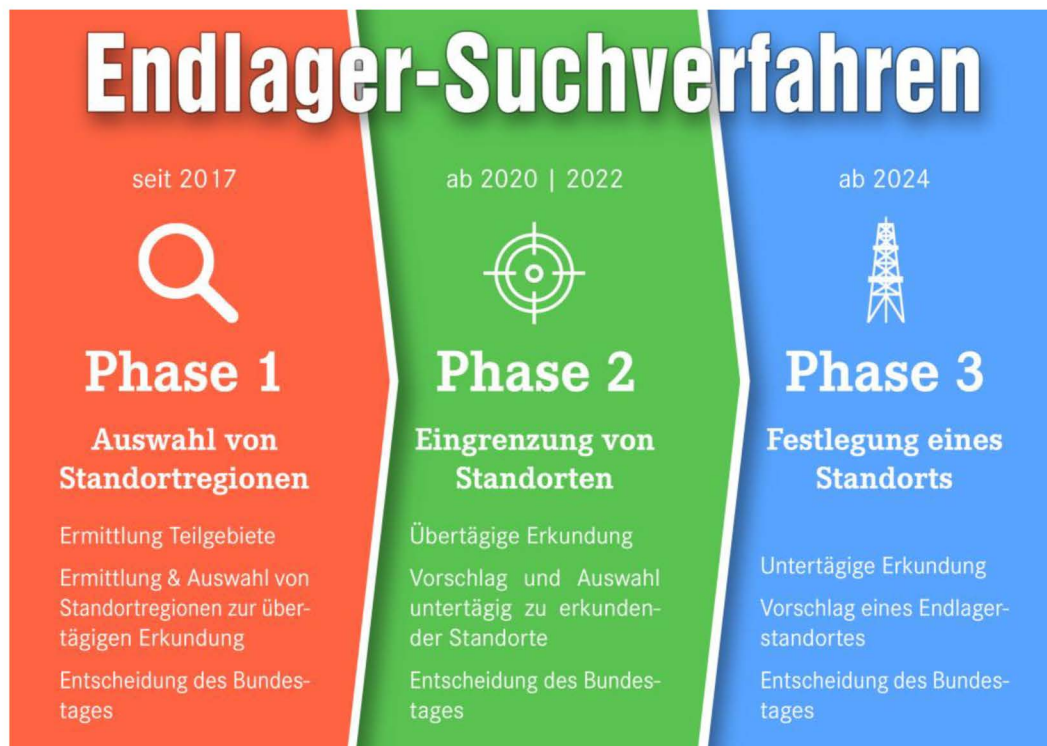 Endlager-Suchverfahren
seit 2017
Phase 1
Auswahl von
Standortregionen
Ermittlung Teilgebiete
Ermittlung & Auswahl von
Standortregionen zur über-
tägigen Erkundung
Entscheidung des Bundes-
tages
ab 2020 | 2022
Phase 2
Eingrenzung von
Standorten
Übertägige Erkundung
Vorschlag und Auswahl
untertägig zu erkunden-
der Standorte
Entscheidung des Bundes-
tages
ab 2024
Phase 3
Festlegung eines
Standorts
Untertägige Erkundung
Vorschlag eines Endlager-
standortes
Entscheidung des Bundes-
tages